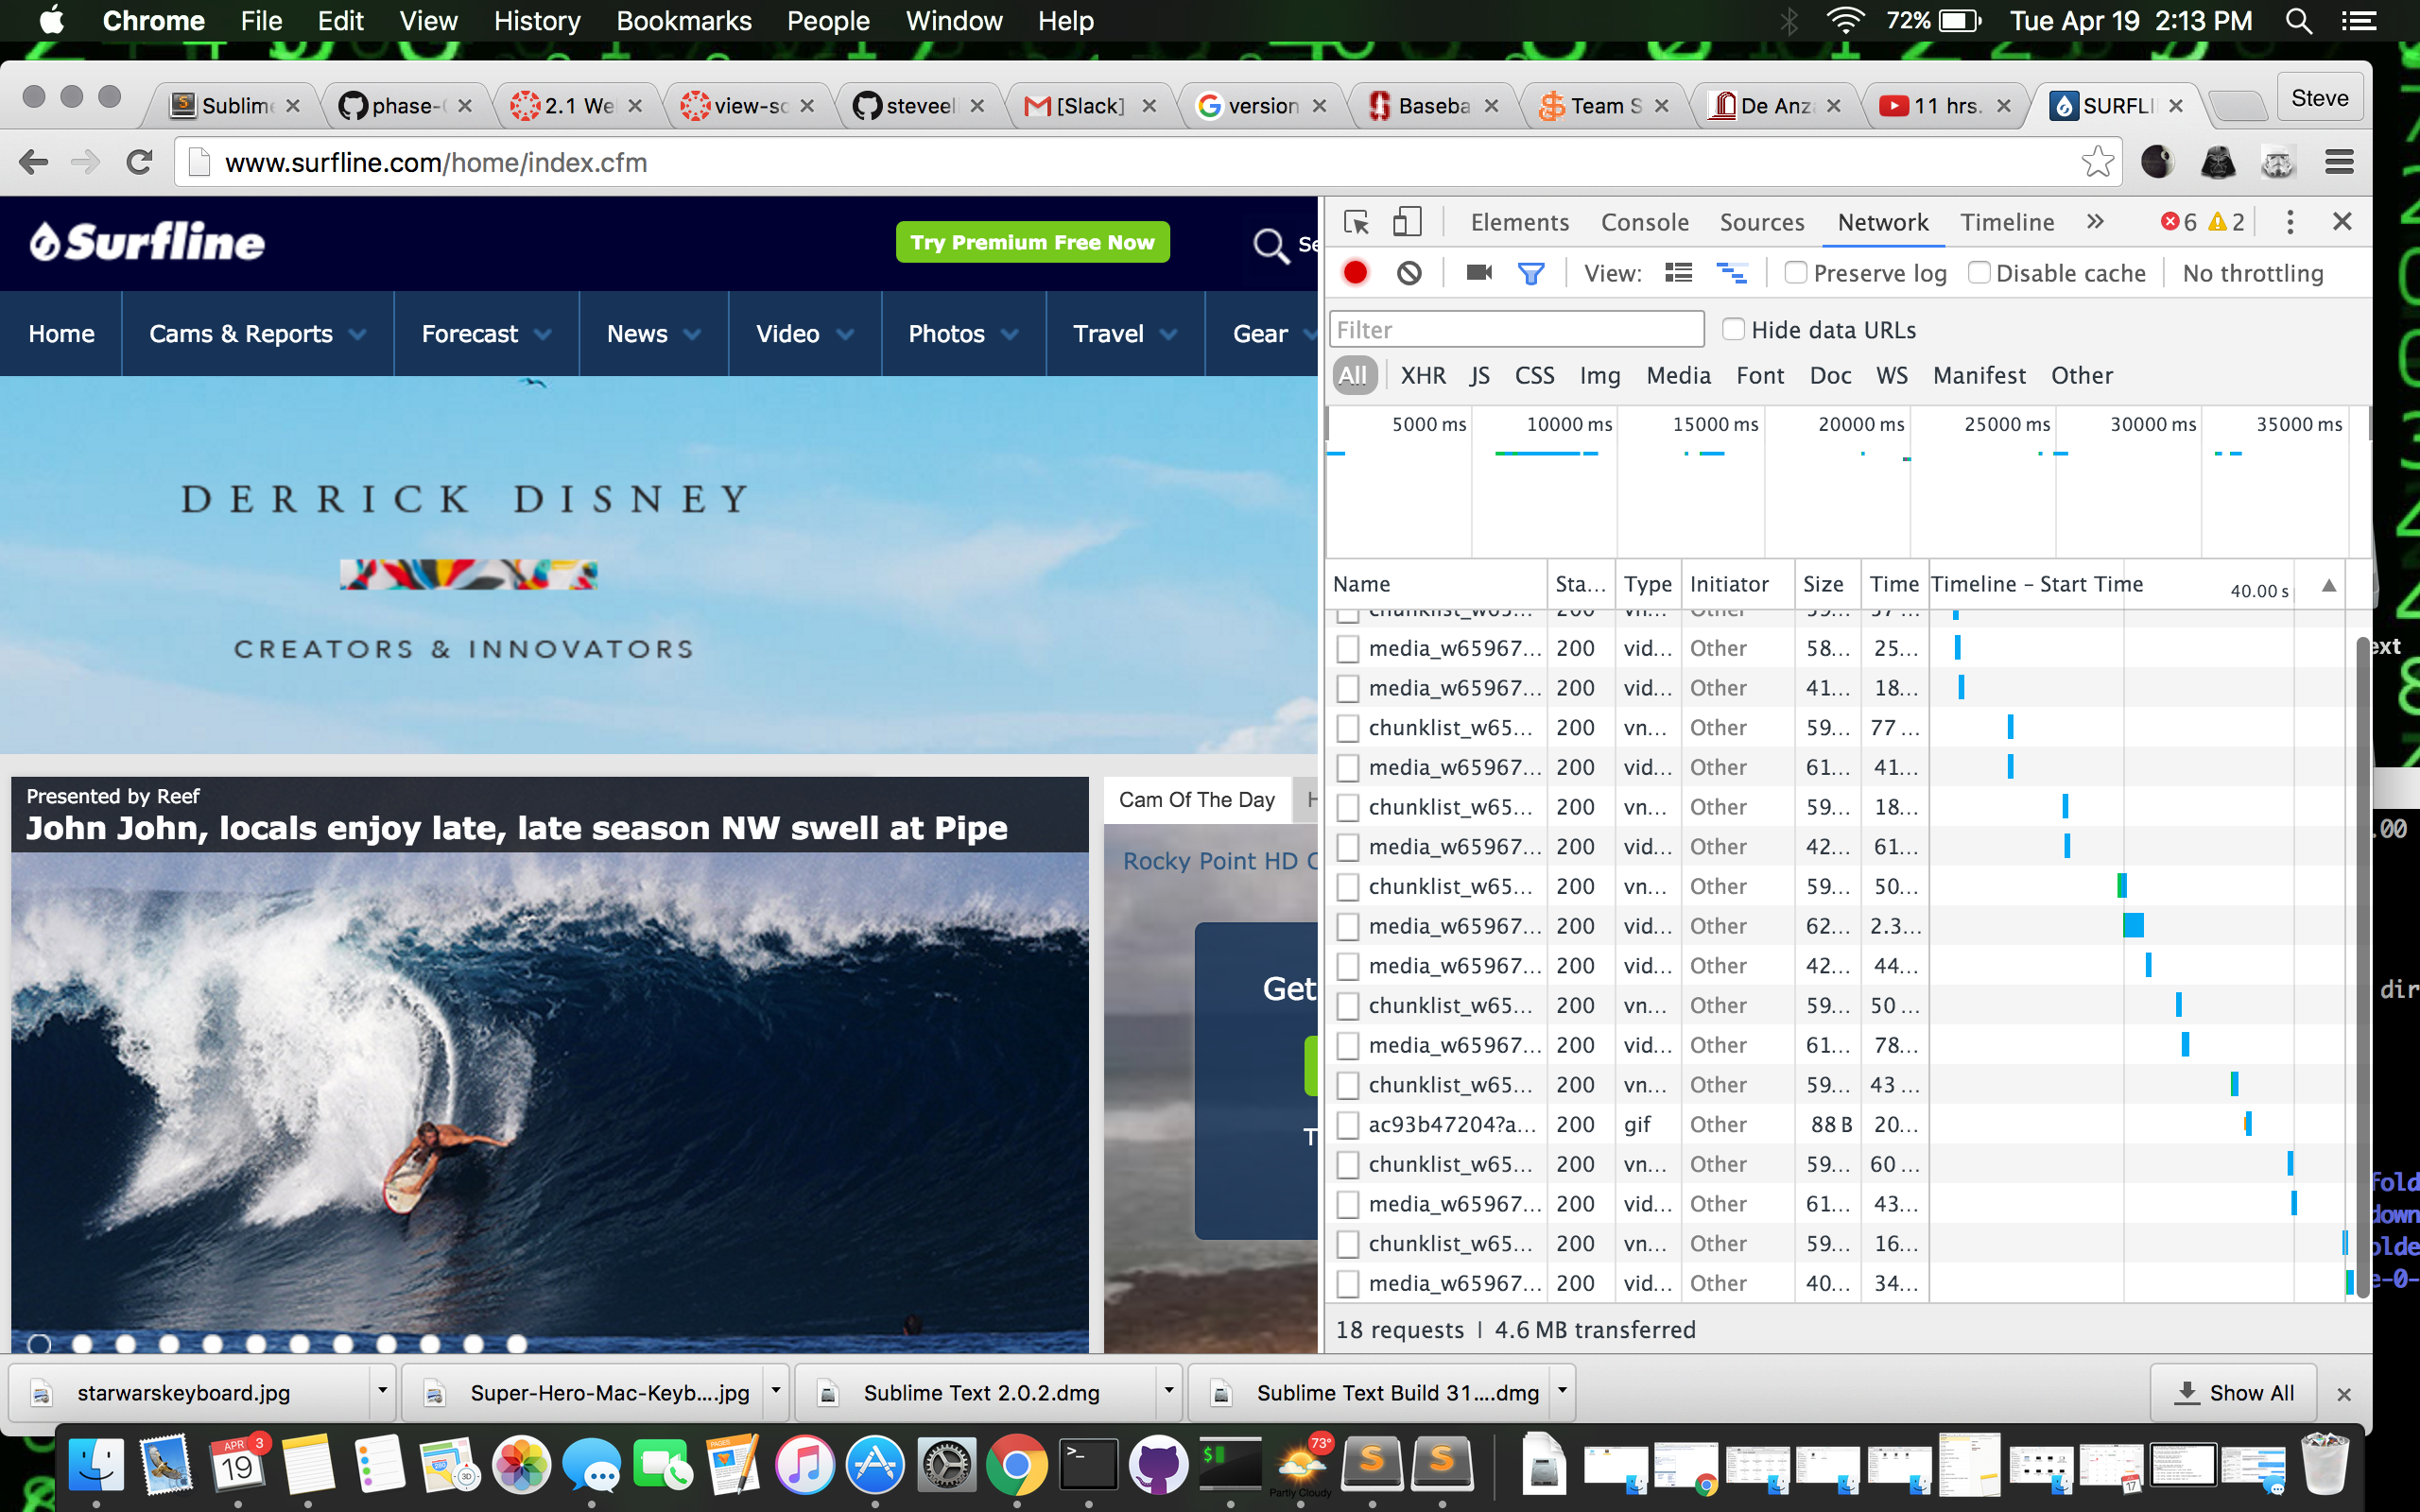 Chrome File Edit View History Bookmarks People Window Help 72% Tue Apr 19 2:13 PM
Sublime phase- 2.1 We view-so steveel [Slack] version Baseba Team S De Anz 11 hrs. SURFLI Steve
www.surfline.com/home/index.cfm
Surfline
Try Premium Free Now
Se
Home Cams & Reports Forecast News Video Photos Travel Gear
DERRICK DISNEY
CREATORS & INNOVATORS
Presented by Reef
John John, locals enjoy late, late season NW swell at Pipe
Cam Of The Day H
Rocky Point HD C
Get
T
Elements Console Sources Network Timeline » 6 2
View: Preserve log Disable cache No throttling
Filter Hide data URLs
All XHR JS CSS Img Media Font Doc WS Manifest Other
5000 ms 10000 ms 15000 ms 20000 ms 25000 ms 30000 ms 35000 ms
Name Sta... Type Initiator Size Time Timeline – Start Time 40.00 s
chunklist_w65... 200 vn... Other 59... 37 ...
media_w65967... 200 vid... Other 58... 25...
media_w65967... 200 vid... Other 41... 18...
chunklist_w65... 200 vn... Other 59... 77 ...
media_w65967... 200 vid... Other 61... 41...
chunklist_w65... 200 vn... Other 59... 18...
media_w65967... 200 vid... Other 42... 61...
chunklist_w65... 200 vn... Other 59... 50...
media_w65967... 200 vid... Other 62... 2.3...
media_w65967... 200 vid... Other 42... 44...
chunklist_w65... 200 vn... Other 59... 50 ...
media_w65967... 200 vid... Other 61... 78...
chunklist_w65... 200 vn... Other 59... 43 ...
ac93b47204?a... 200 gif Other 88 B 20...
chunklist_w65... 200 vn... Other 59... 60 ...
media_w65967... 200 vid... Other 61... 43...
chunklist_w65... 200 vn... Other 59... 16...
media_w65967... 200 vid... Other 40... 34...
18 requests | 4.6 MB transferred
ext
.00
dir
fold
down
olde
e-0-
starwarskeyboard.jpg Super-Hero-Mac-Keyb....jpg Sublime Text 2.0.2.dmg Sublime Text Build 31....dmg Show All
APR 19 3
PAGES
3D
73°
Partly Cloudy
17